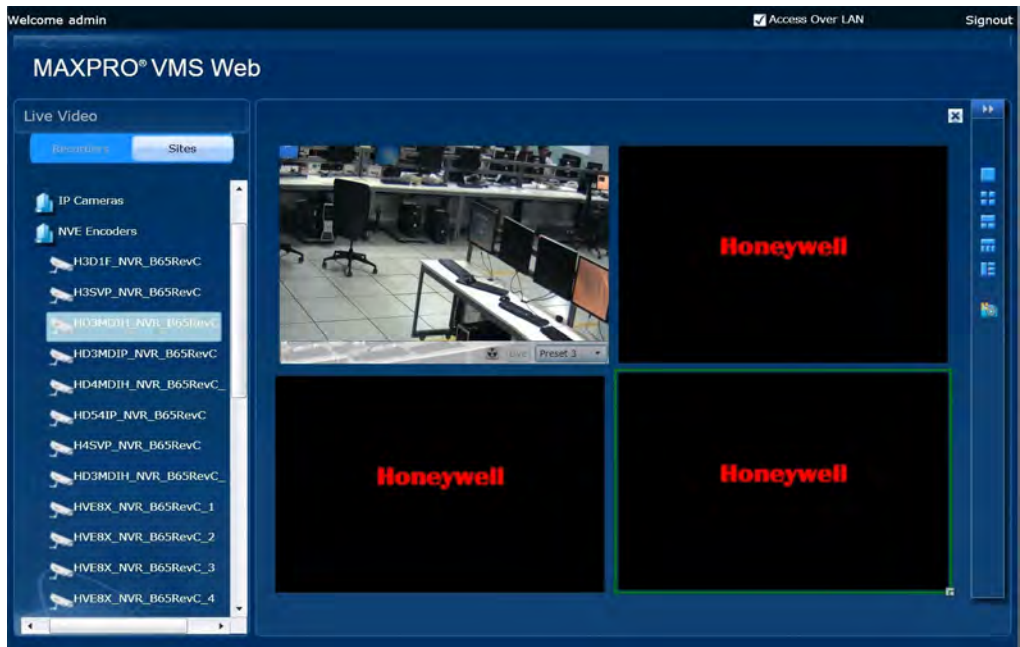 Welcome admin
Access Over LAN
Signout
MAXPRO® VMS Web
Live Video
Recorders
Sites
IP Cameras
NVE Encoders
H3D1F_NVR_B65RevC
H3SVP_NVR_B65RevC
HD3MDIH_NVR_B65RevC
HD3MDIP_NVR_B65RevC
HD4MDIH_NVR_B65RevC_
HD54IP_NVR_B65RevC
H4SVP_NVR_B65RevC
HD3MDIH_NVR_B65RevC_
HVE8X_NVR_B65RevC_1
HVE8X_NVR_B65RevC_2
HVE8X_NVR_B65RevC_3
HVE8X_NVR_B65RevC_4
Live
Preset 3
Honeywell
Honeywell
Honeywell